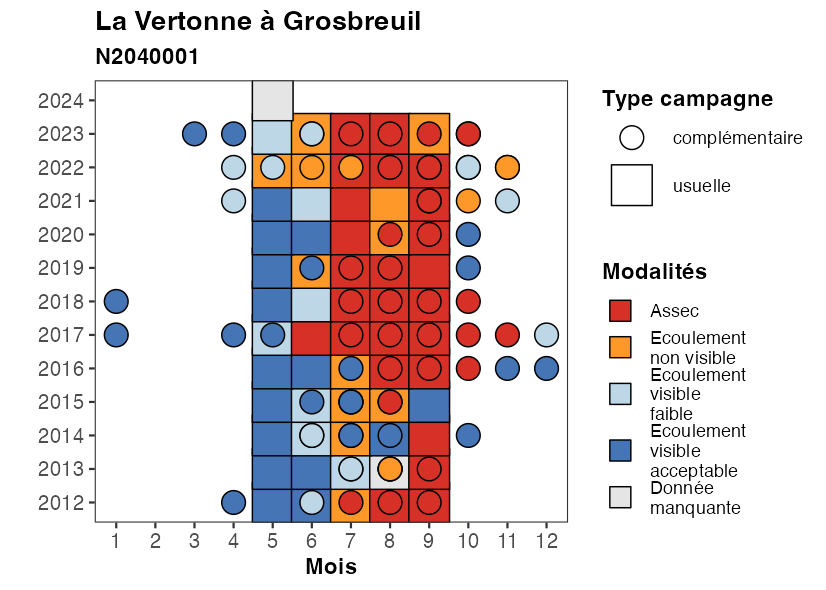 La Vertonne à Grosbreuil
N2040001
2024
2023
2022
2021
2020
2019
2018
2017
2016
2015
2014
2013
2012
1 2 3 4 5 6 7 8 9 10 11 12
Mois
Type campagne
complémentaire
usuelle
Modalités
Assec
Ecoulement
non visible
Ecoulement
visible
faible
Ecoulement
visible
acceptable
Donnée
manquante